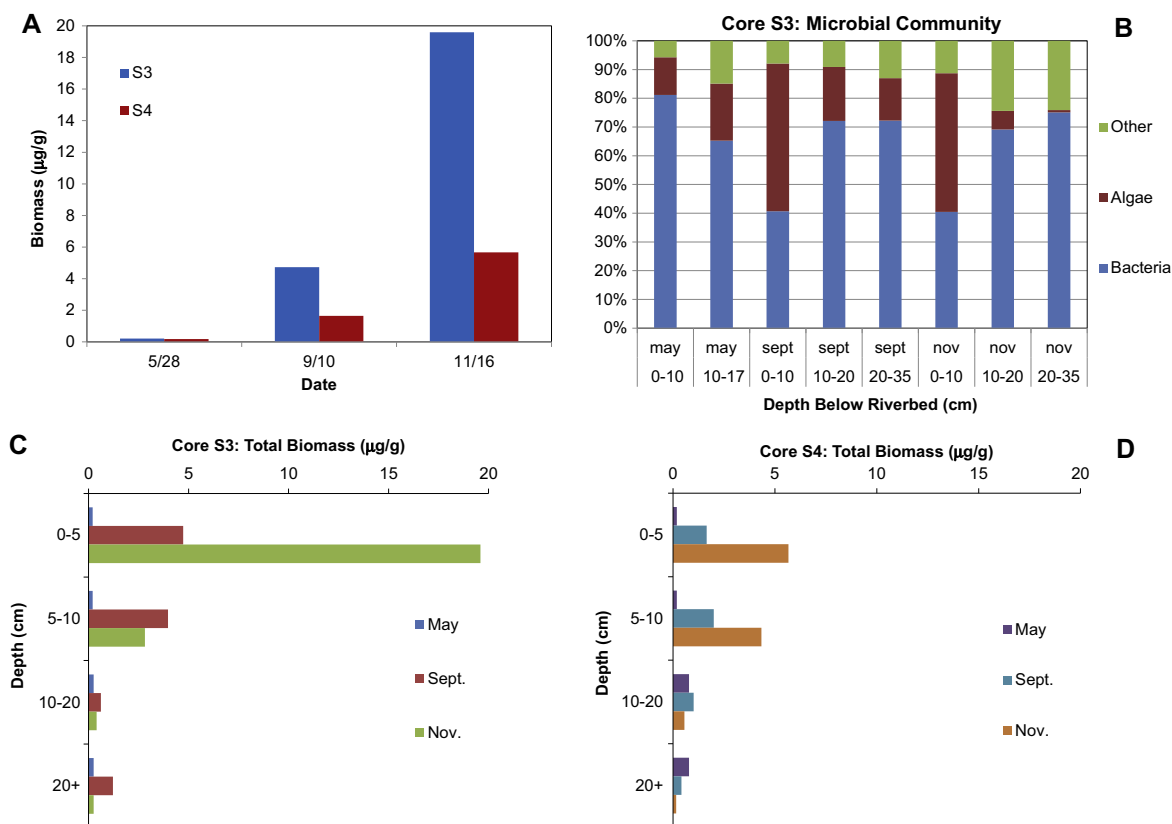 A
20
18
16
14
12
10
8
6
4
2
0
Biomass (µg/g)
S3
S4
5/28 9/10 11/16
Date
Core S3: Microbial Community
B
100%
90%
80%
70%
60%
50%
40%
30%
20%
10%
0%
Other
Algae
Bacteria
may may sept sept sept nov nov nov
0-10 10-17 0-10 10-20 20-35 0-10 10-20 20-35
Depth Below Riverbed (cm)
C
Core S3: Total Biomass (µg/g)
0 5 10 15 20
Depth (cm)
0-5
5-10
10-20
20+
May
Sept.
Nov.
Core S4: Total Biomass (µg/g)
D
0 5 10 15 20
Depth (cm)
0-5
5-10
10-20
20+
May
Sept.
Nov.